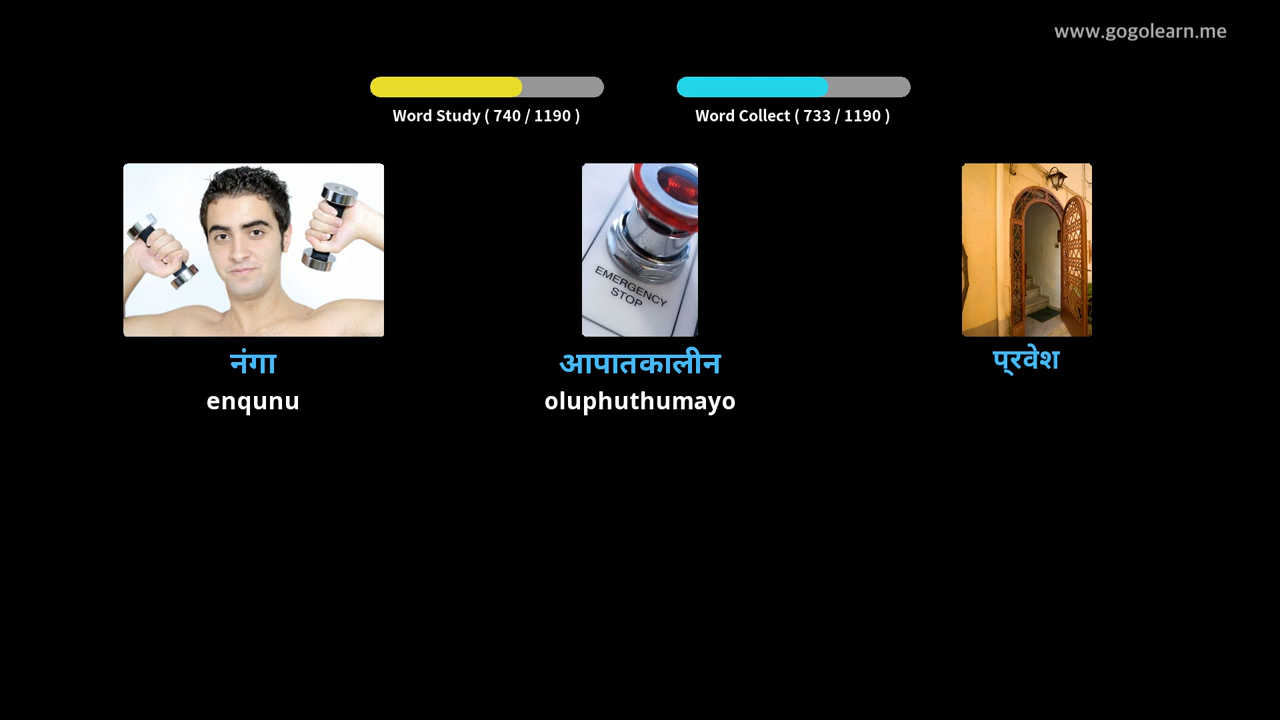 www.gogolearn.me
Word Study ( 740 / 1190 )
Word Collect ( 733 / 1190 )
EMERGENCY
STOP
नंगा
आपातकालीन
प्रवेश
enqunu
oluphuthumayo